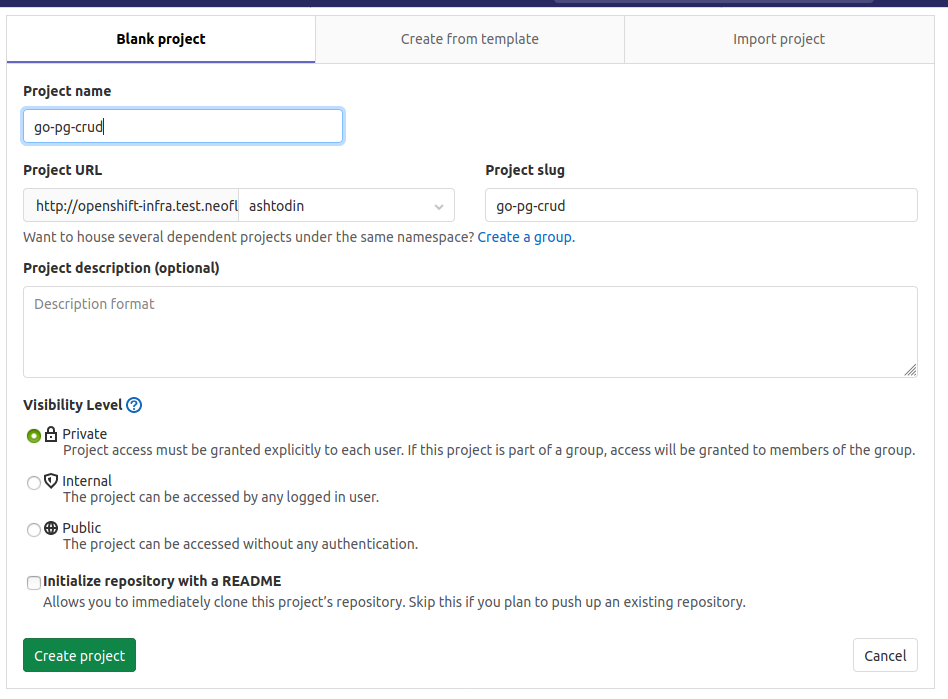 Blank project
Create from template
Import project
Project name
go-pg-crud
Project URL
Project slug
http://openshift-infra.test.neofl
ashtodin
go-pg-crud
Want to house several dependent projects under the same namespace? Create a group.
Project description (optional)
Description format
Visibility Level
Private
Project access must be granted explicitly to each user. If this project is part of a group, access will be granted to members of the group.
Internal
The project can be accessed by any logged in user.
Public
The project can be accessed without any authentication.
Initialize repository with a README
Allows you to immediately clone this project’s repository. Skip this if you plan to push up an existing repository.
Create project
Cancel